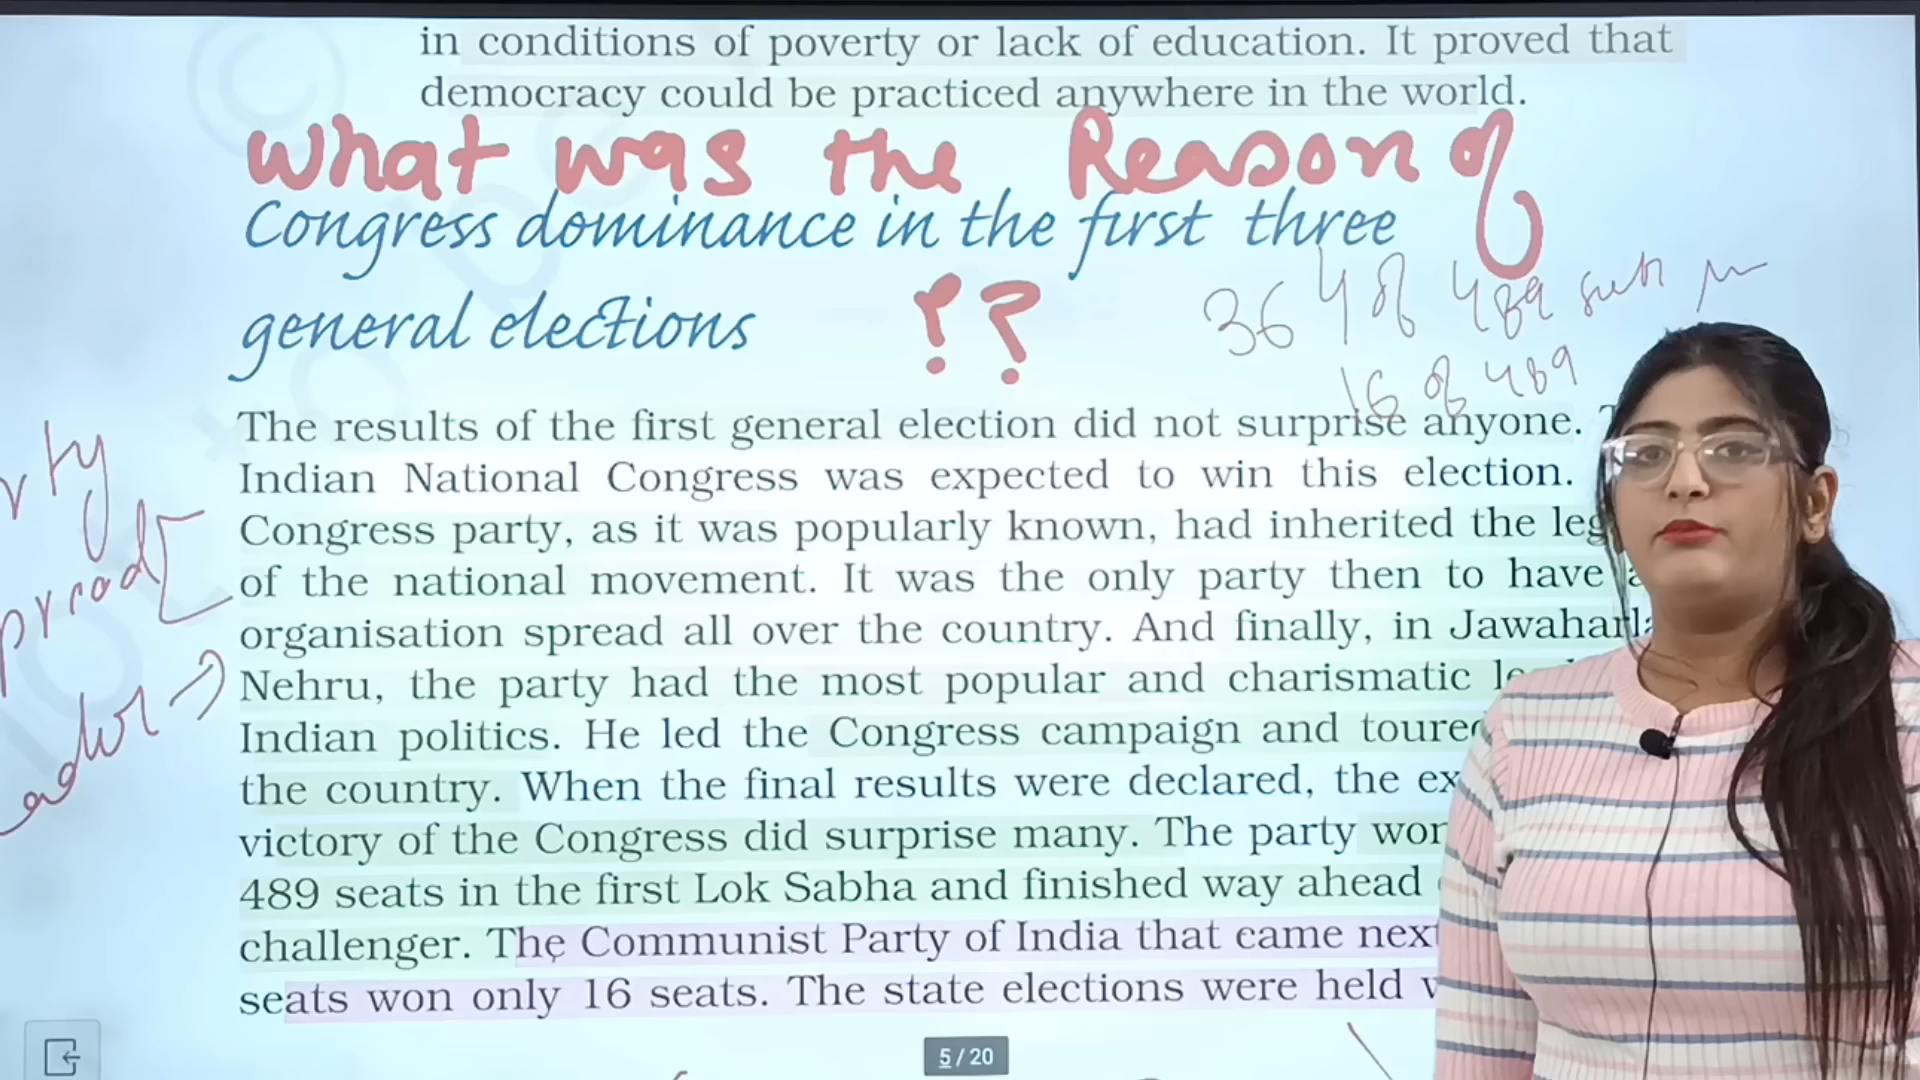 in conditions of poverty or lack of education. It proved that
democracy could be practiced anywhere in the world.
What was the Reason of
Congress dominance in the first three
general elections ??
364 of 489
16 of 489
The results of the first general election did not surprise anyone.
Indian National Congress was expected to win this election.
Congress party, as it was popularly known, had inherited the leg
of the national movement. It was the only party then to have
organisation spread all over the country. And finally, in Jawaharla
Nehru, the party had the most popular and charismatic
Indian politics. He led the Congress campaign and toured
the country. When the final results were declared, the ex
victory of the Congress did surprise many. The party won
489 seats in the first Lok Sabha and finished way ahead
challenger. The Communist Party of India that came next
seats won only 16 seats. The state elections were held
rty
pread
eader →
5/20